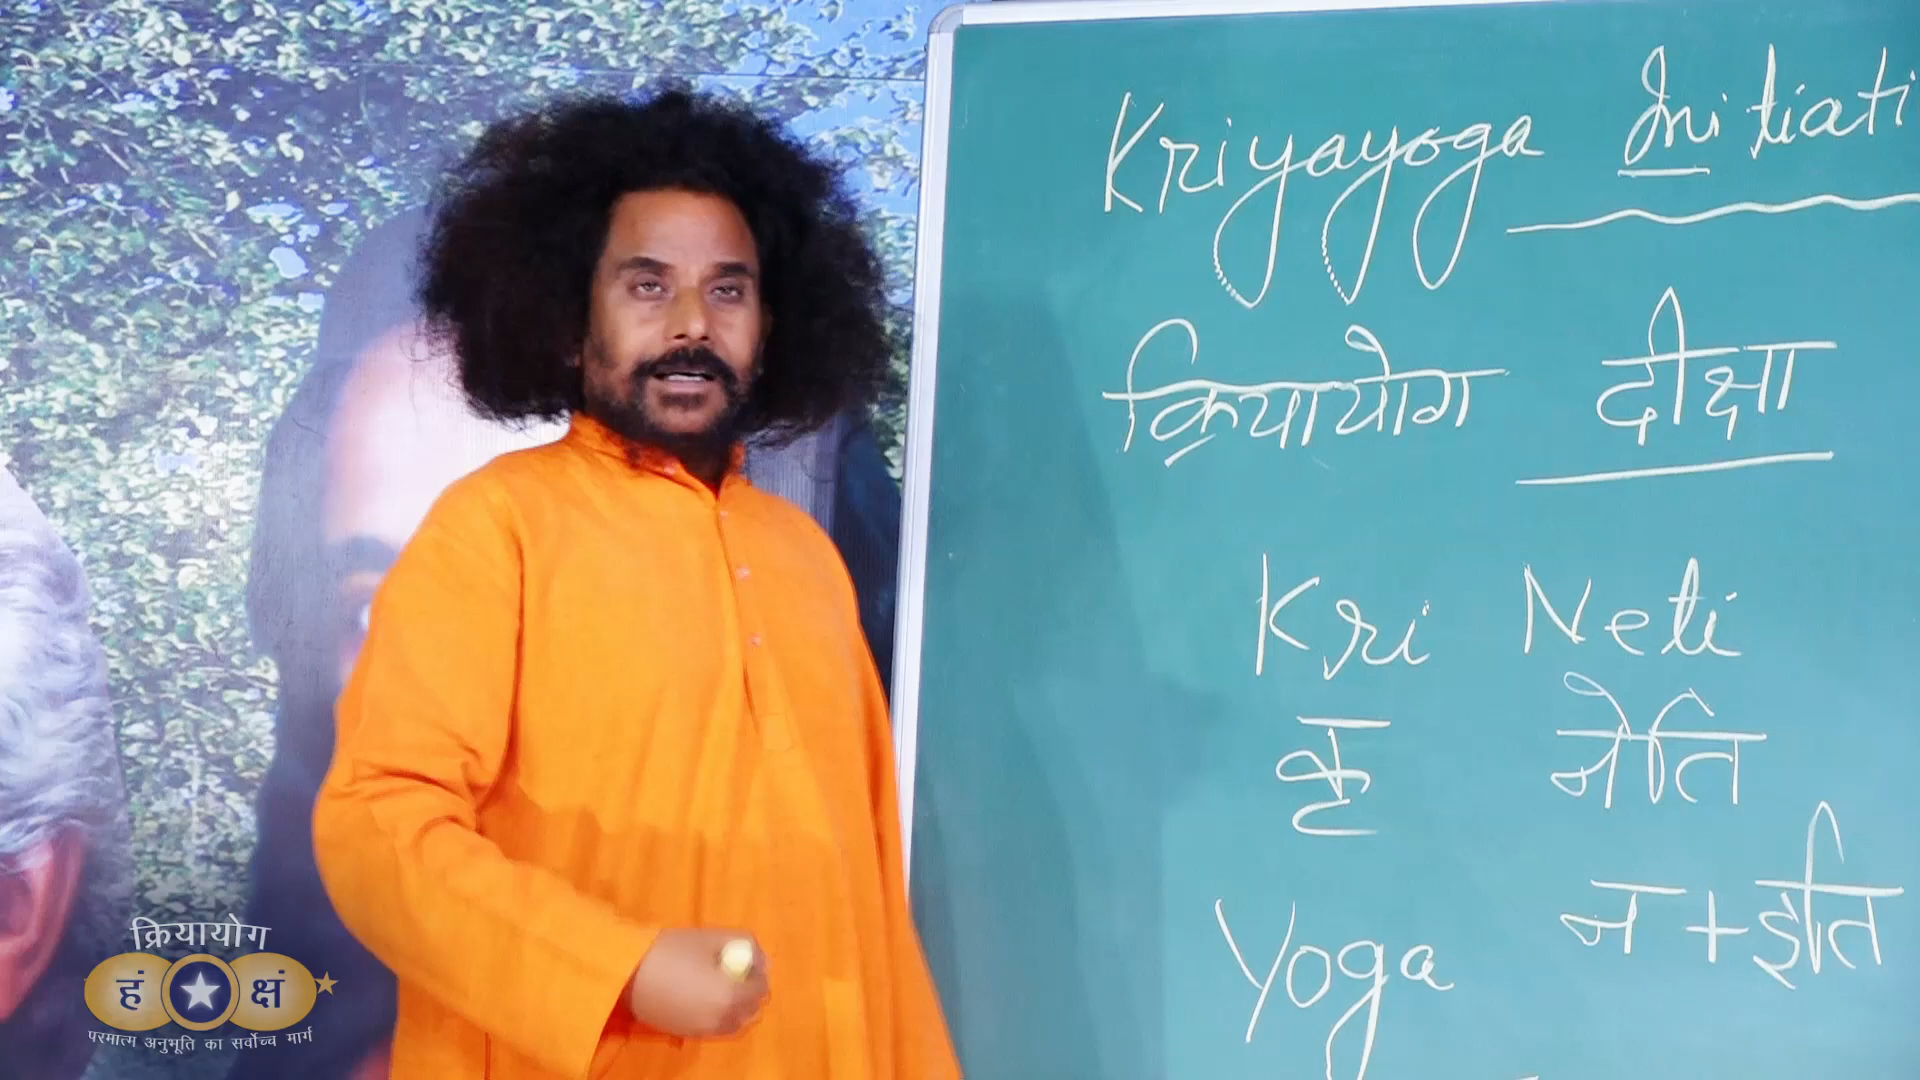 Kriyayoga Initiati
क्रियायोग दीक्षा
Kri Neti
कृ नेति
न + इति
Yoga
क्रियायोग
हं क्षं
परमात्म अनुभूति का सर्वोच्च मार्ग